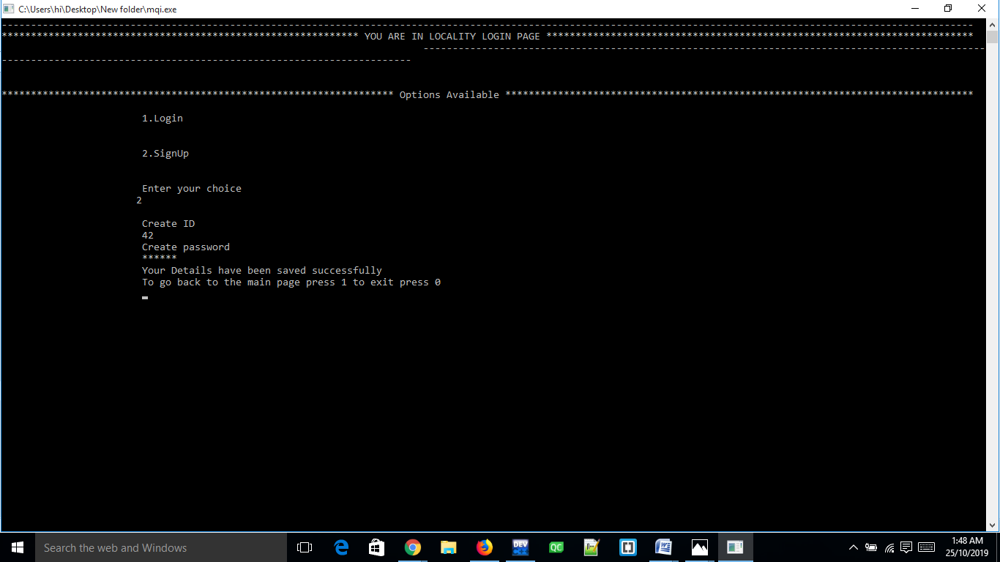 C:\Users\hi\Desktop\New folder\mqi.exe
YOU ARE IN LOCALITY LOGIN PAGE
Options Available
1.Login
2.SignUp
Enter your choice
2
Create ID
42
Create password
******
Your Details have been saved successfully
To go back to the main page press 1 to exit press 0
Search the web and Windows
DEV C++
QC
1:48 AM
25/10/2019